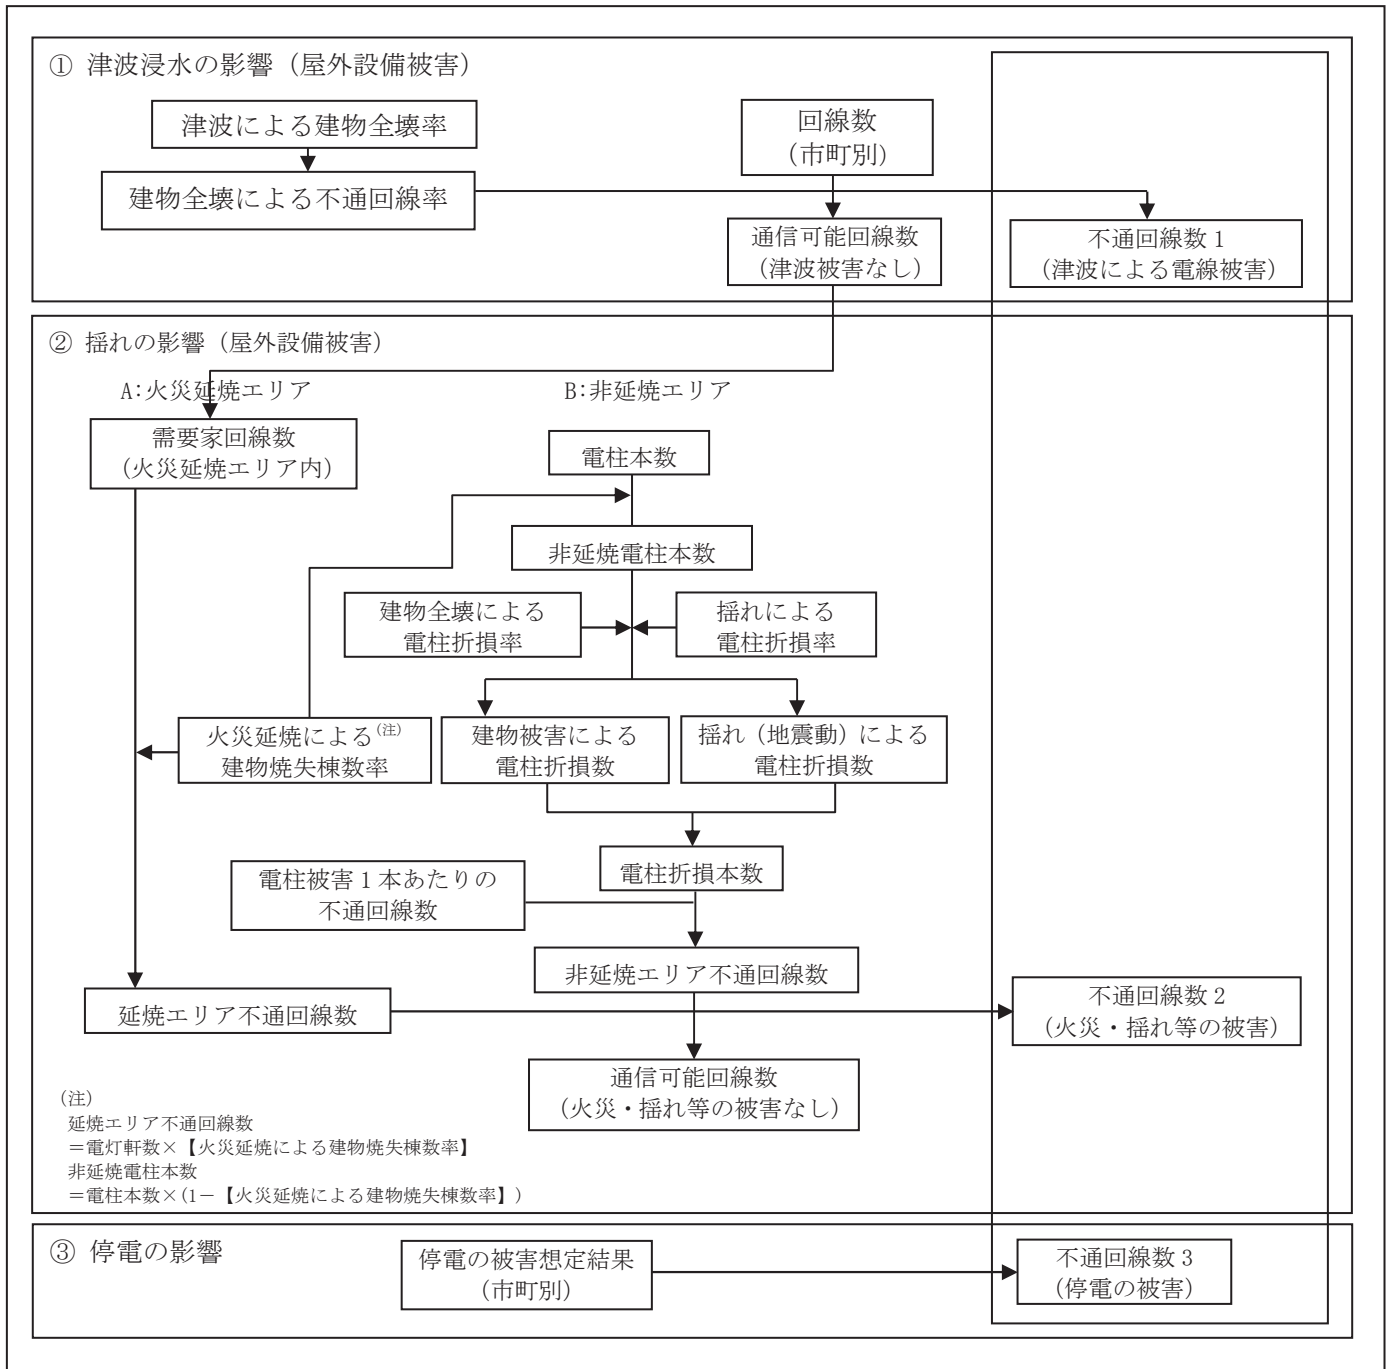 ① 津波浸水の影響（屋外設備被害）
津波による建物全壊率
回線数
（市町別）
建物全壊による不通回線率
通信可能回線数
（津波被害なし）
不通回線数１
（津波による電線被害）
② 揺れの影響（屋外設備被害）
A:火災延焼エリア
B:非延焼エリア
需要家回線数
（火災延焼エリア内）
電柱本数
非延焼電柱本数
建物全壊による
電柱折損率
揺れによる
電柱折損率
火災延焼による（注）
建物焼失棟数率
建物被害による
電柱折損数
揺れ（地震動）による
電柱折損数
電柱折損本数
電柱被害１本あたりの
不通回線数
非延焼エリア不通回線数
延焼エリア不通回線数
不通回線数２
（火災・揺れ等の被害）
通信可能回線数
（火災・揺れ等の被害なし）
（注）
延焼エリア不通回線数
＝電灯軒数×【火災延焼による建物焼失棟数率】
非延焼電柱本数
＝電柱本数×(1－【火災延焼による建物焼失棟数率】)
③ 停電の影響
停電の被害想定結果
（市町別）
不通回線数３
（停電の被害）